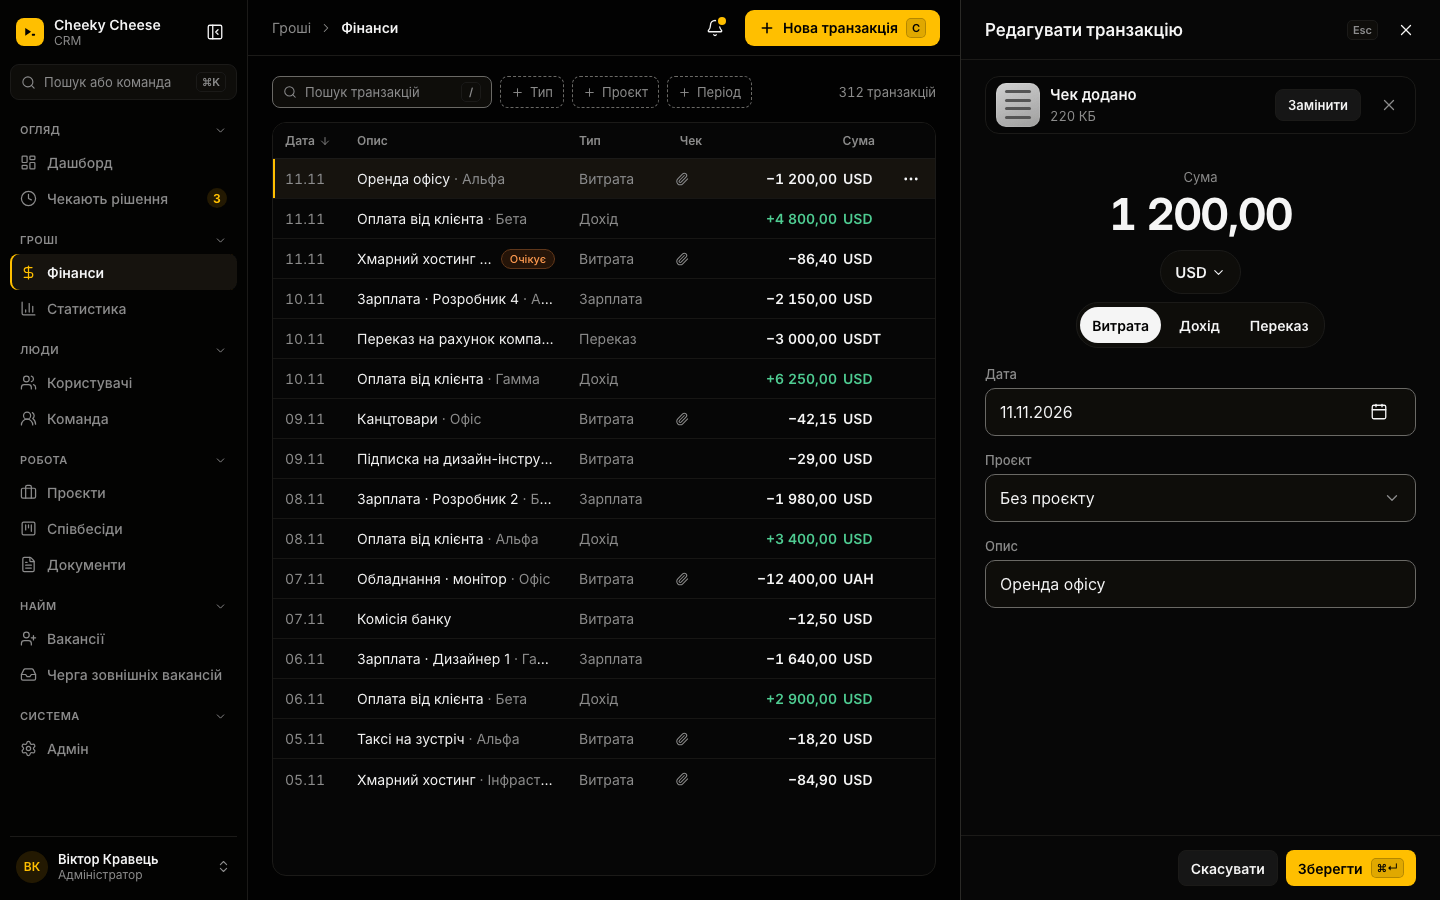 Cheeky Cheese
CRM
Пошук або команда ⌘K
ОГЛЯД
Дашборд
Чекають рішення 3
ГРОШІ
Фінанси
Статистика
ЛЮДИ
Користувачі
Команда
РОБОТА
Проєкти
Співбесіди
Документи
НАЙМ
Вакансії
Черга зовнішніх вакансій
СИСТЕМА
Адмін
ВК
Віктор Кравець
Адміністратор
Гроші › Фінанси
+ Нова транзакція C
Пошук транзакцій /
+ Тип
+ Проєкт
+ Період
312 транзакцій
Дата ↓ Опис Тип Чек Сума
11.11 Оренда офісу · Альфа Витрата −1 200,00 USD ···
11.11 Оплата від клієнта · Бета Дохід +4 800,00 USD
11.11 Хмарний хостинг ... Очікує Витрата −86,40 USD
10.11 Зарплата · Розробник 4 · А... Зарплата −2 150,00 USD
10.11 Переказ на рахунок компа... Переказ −3 000,00 USDT
10.11 Оплата від клієнта · Гамма Дохід +6 250,00 USD
09.11 Канцтовари · Офіс Витрата −42,15 USD
09.11 Підписка на дизайн-інстру... Витрата −29,00 USD
08.11 Зарплата · Розробник 2 · Б... Зарплата −1 980,00 USD
08.11 Оплата від клієнта · Альфа Дохід +3 400,00 USD
07.11 Обладнання · монітор · Офіс Витрата −12 400,00 UAH
07.11 Комісія банку Витрата −12,50 USD
06.11 Зарплата · Дизайнер 1 · Га... Зарплата −1 640,00 USD
06.11 Оплата від клієнта · Бета Дохід +2 900,00 USD
05.11 Таксі на зустріч · Альфа Витрата −18,20 USD
05.11 Хмарний хостинг · Інфраст... Витрата −84,90 USD
Редагувати транзакцію Esc
Чек додано
220 КБ
Замінити
Сума
1 200,00
USD
Витрата Дохід Переказ
Дата
11.11.2026
Проєкт
Без проєкту
Опис
Оренда офісу
Скасувати
Зберегти ⌘↵